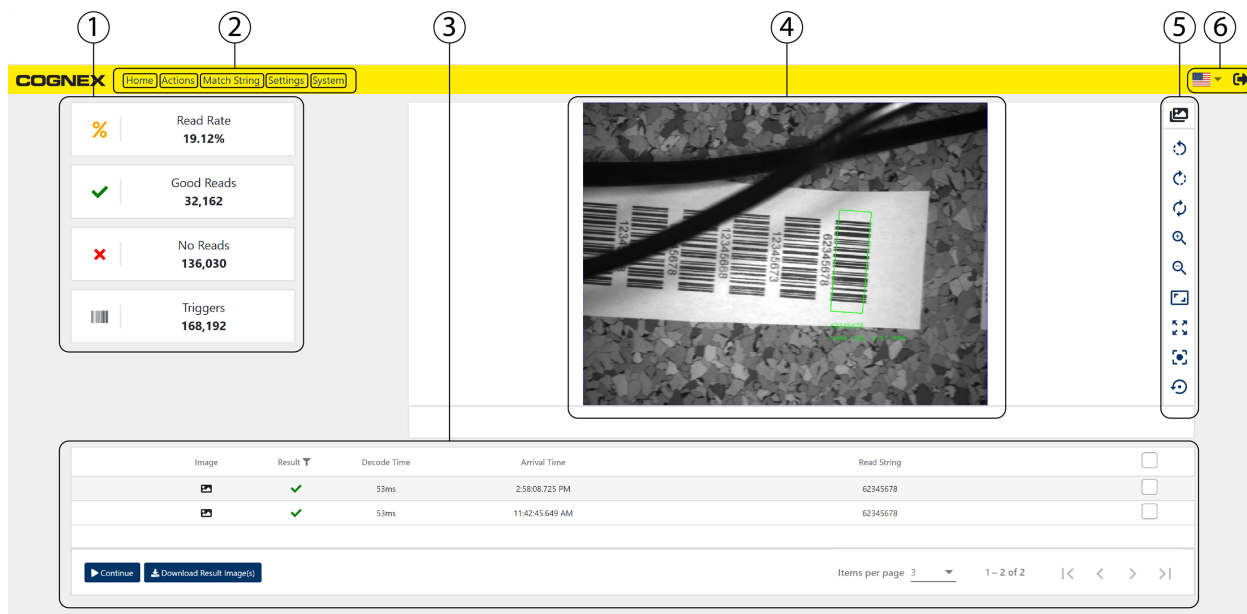 1 2 3 4 5 6
COGNEX Home Actions Match String Settings System
% Read Rate
19.12%
Good Reads
32,162
No Reads
136,030
Triggers
168,192
12345678
12345668
12345673
62345678
Image Result Decode Time Arrival Time Read String
53ms 2:58:08.725 PM 62345678
53ms 11:42:45.649 AM 62345678
Continue Download Result Image(s) Items per page 3 1 – 2 of 2